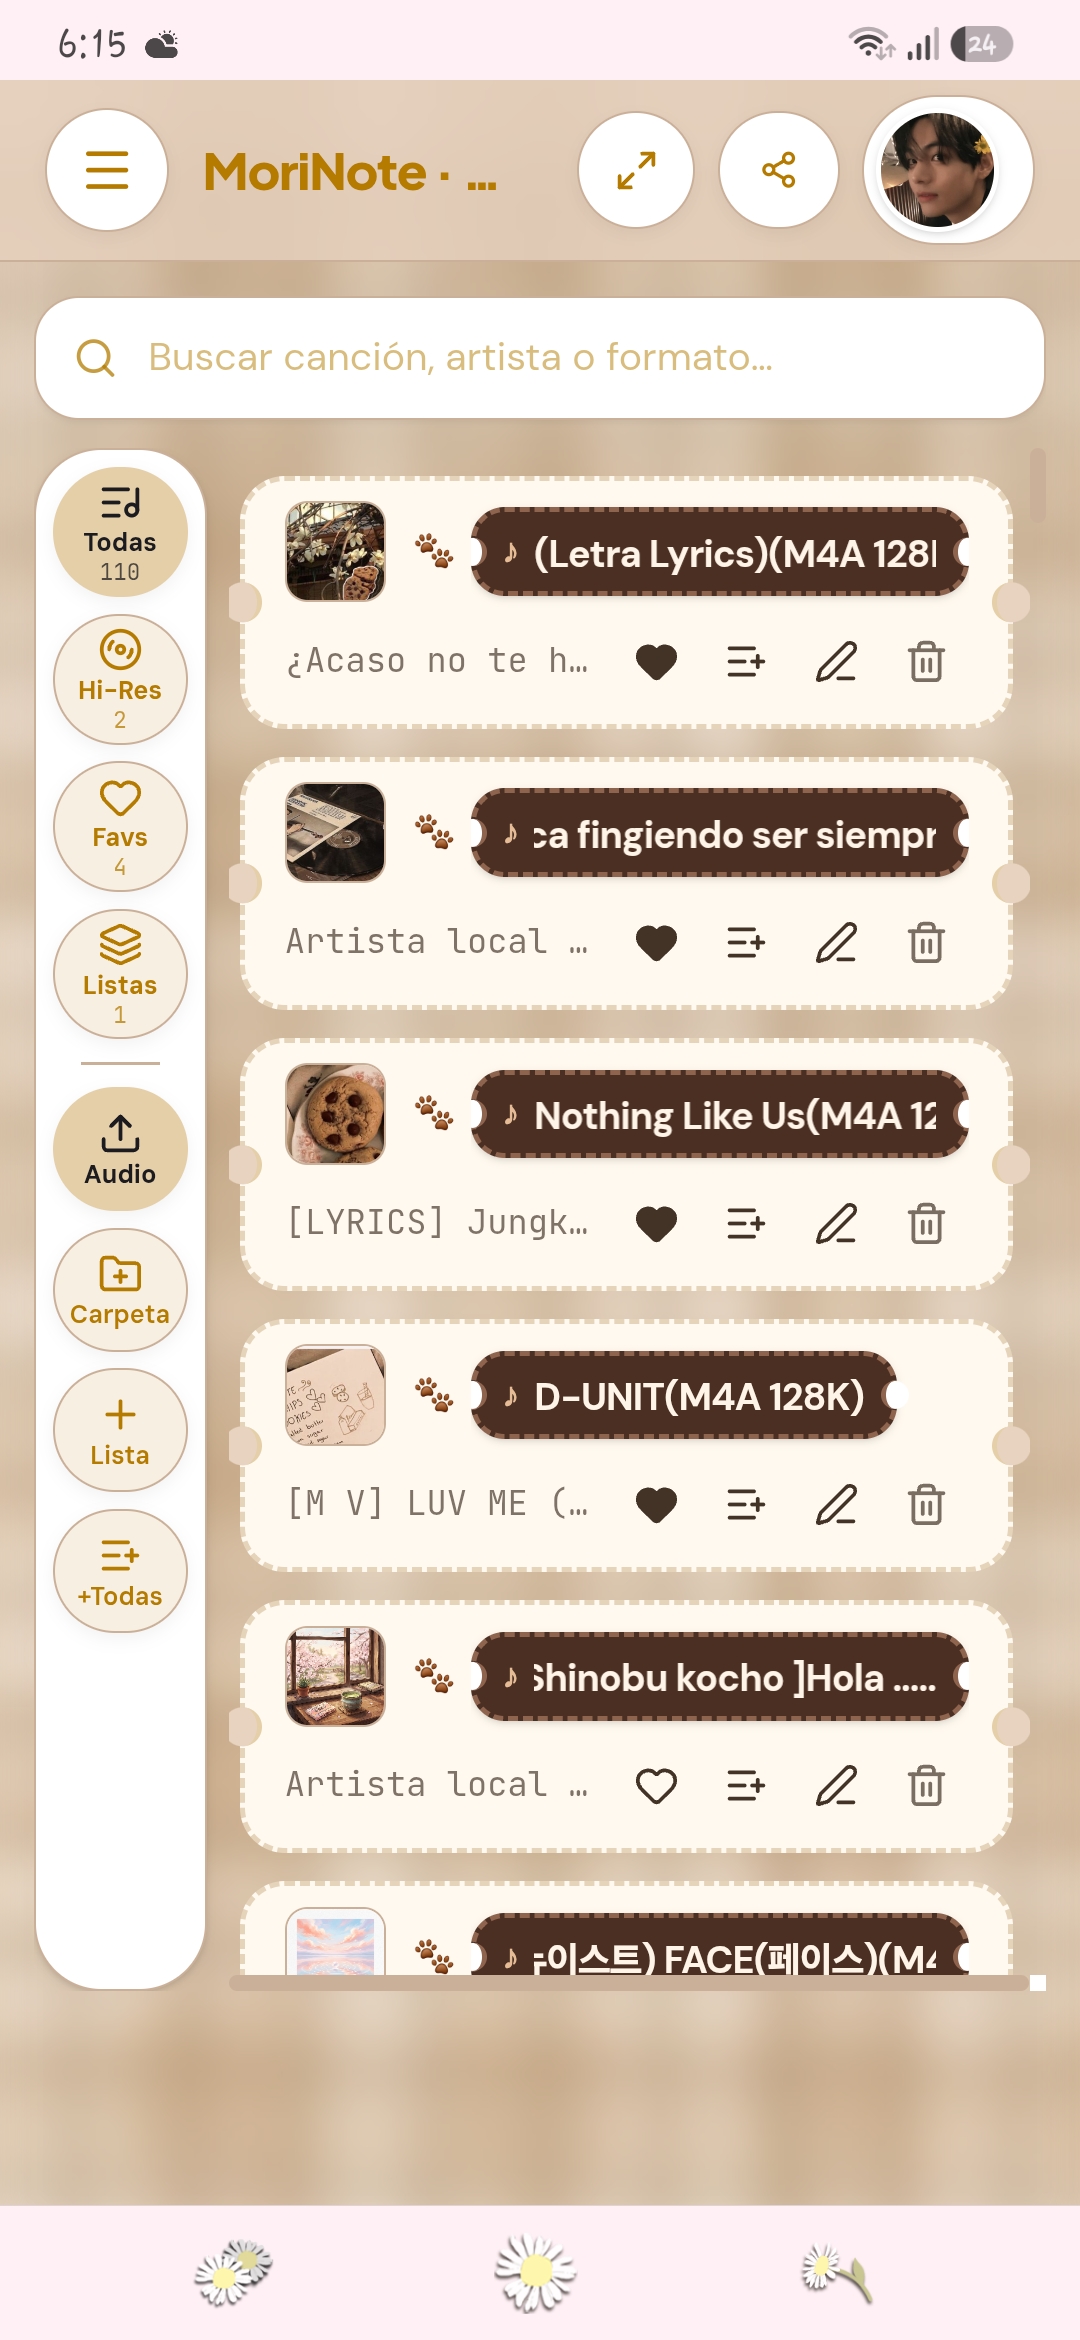 6:15
24
MoriNote · ...
Buscar canción, artista o formato...
Todas
110
Hi-Res
2
Favs
4
Listas
1
Audio
Carpeta
Lista
+Todas
♪ (Letra Lyrics)(M4A 128
¿Acaso no te h…
♪ ca fingiendo ser siempr
Artista local …
♪ Nothing Like Us(M4A 12
[LYRICS] Jungk…
♪ D-UNIT(M4A 128K)
[M V] LUV ME (…
♪ Shinobu kocho ]Hola .....
Artista local …
♪ 이스트) FACE(페이스)(M4